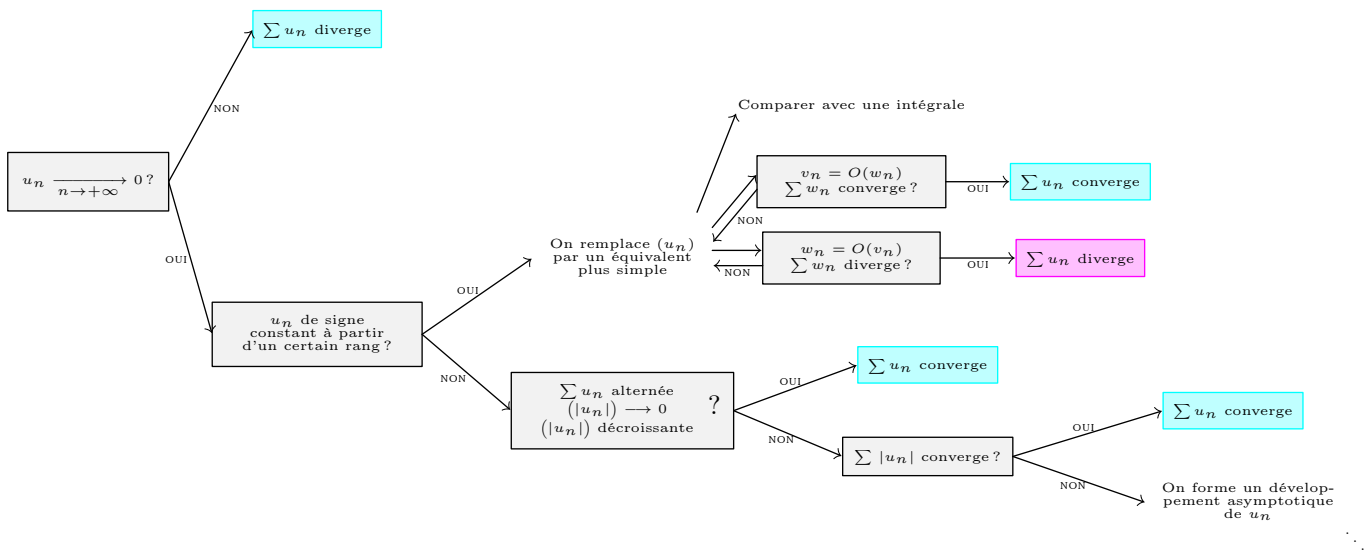 ∑ u_n diverge
NON
Comparer avec une intégrale
u_n ⟶ 0 ?
n→+∞
v_n = O(w_n)
∑ w_n converge ?
OUI
∑ u_n converge
NON
OUI
On remplace (u_n)
par un équivalent
plus simple
w_n = O(v_n)
∑ w_n diverge ?
NON
OUI
∑ u_n diverge
u_n de signe
constant à partir
d'un certain rang ?
OUI
NON
∑ u_n alternée
(|u_n|) ⟶ 0
(|u_n|) décroissante
?
OUI
∑ u_n converge
NON
∑ |u_n| converge ?
OUI
∑ u_n converge
NON
On forme un dévelop-
pement asymptotique
de u_n
⋱